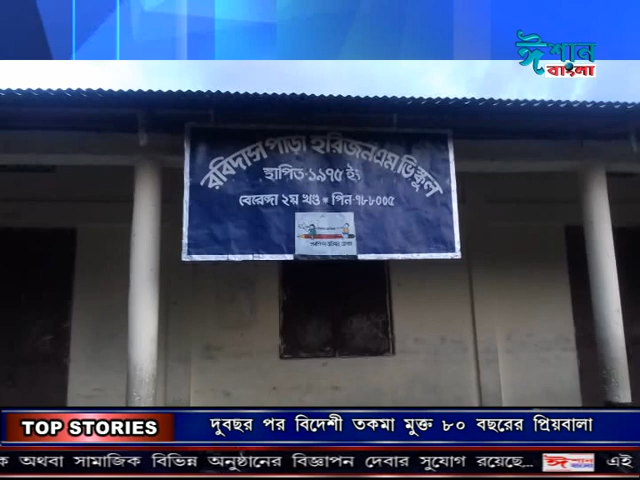 ঈশান
বাংলা
রবিদাস পাড়া হরিজন এম, ভি স্কুল
স্থাপিত-১৯৭৫ ইং
বেরেঙ্গা ২য় খণ্ড = পিন-৭৮৮০০৫
TOP STORIES
দুবছর পর বিদেশী তকমা মুক্ত ৮০ বছরের প্রিয়বালা
ক অথবা সামাজিক বিভিন্ন অনুষ্ঠানের বিজ্ঞাপন দেবার সুযোগ রয়েছে... ঈশান বাংলা এই